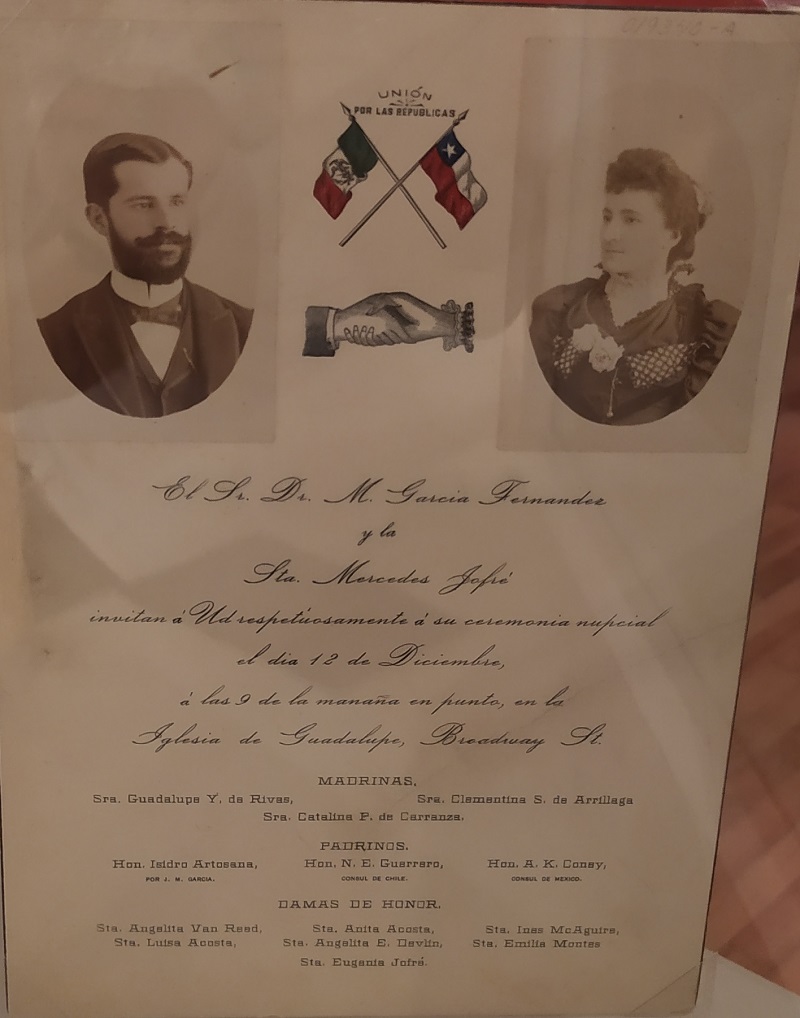 UNIÓN
POR LAS REPUBLICAS
El Sr. Dr. M. Garcia Fernandez
y la
Sta. Mercedes Jofré
invitan á Ud respetúosamente á su ceremonia nupcial
el dia 12 de Diciembre,
á las 9 de la manaña en punto, en la
Iglesia de Guadalupe, Broadway St.
MADRINAS,
Sra. Guadalupe Y. de Rivas, Sra. Clementina S. de Arrillaga
Sra. Catalina P. de Carranza.
PADRINOS.
Hon. Isidro Artosana, Hon. N. E. Guerrero, Hon. A. K. Coney,
POR J. M. GARCIA. CONSUL DE CHILE. CONSUL DE MEXICO.
DAMAS DE HONOR.
Sta. Angelita Van Reed, Sta. Anita Acosta, Sta. Ines McAguire,
Sta. Luisa Acosta, Sta. Angelita E. Devlin, Sta. Emilia Montes
Sta. Eugenia Jofré.